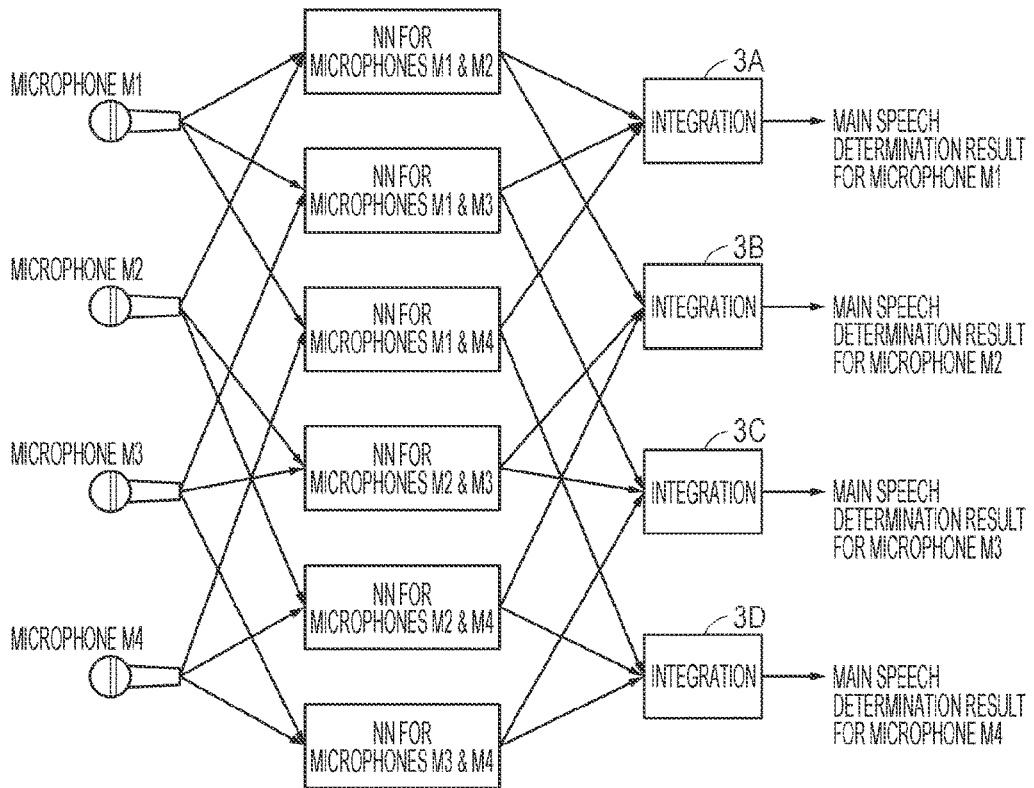 MICROPHONE M1
MICROPHONE M2
MICROPHONE M3
MICROPHONE M4
NN FOR
MICROPHONES M1 & M2
NN FOR
MICROPHONES M1 & M3
NN FOR
MICROPHONES M1 & M4
NN FOR
MICROPHONES M2 & M3
NN FOR
MICROPHONES M2 & M4
NN FOR
MICROPHONES M3 & M4
3A
INTEGRATION
3B
INTEGRATION
3C
INTEGRATION
3D
INTEGRATION
MAIN SPEECH
DETERMINATION RESULT
FOR MICROPHONE M1
MAIN SPEECH
DETERMINATION RESULT
FOR MICROPHONE M2
MAIN SPEECH
DETERMINATION RESULT
FOR MICROPHONE M3
MAIN SPEECH
DETERMINATION RESULT
FOR MICROPHONE M4